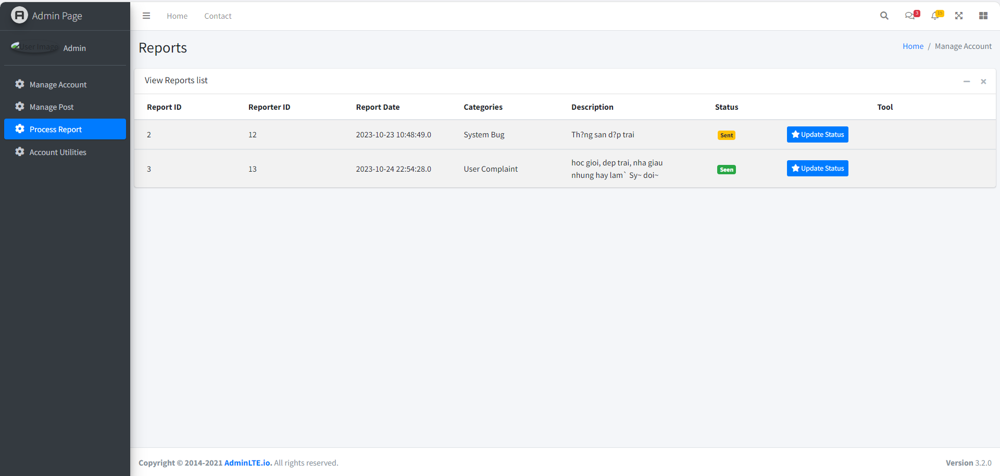 Admin Page
Home
Contact
3
15
User Image
Admin
Reports
Home / Manage Account
Manage Account
Manage Post
Process Report
Account Utilities
View Reports list
Report ID Reporter ID Report Date Categories Description Status Tool
2 12 2023-10-23 10:48:49.0 System Bug Th?ng san d?p trai Sent Update Status
3 13 2023-10-24 22:54:28.0 User Complaint hoc gioi, dep trai, nha giau
nhung hay lam` Sy~ doi~ Seen Update Status
Copyright © 2014-2021 AdminLTE.io. All rights reserved.
Version 3.2.0